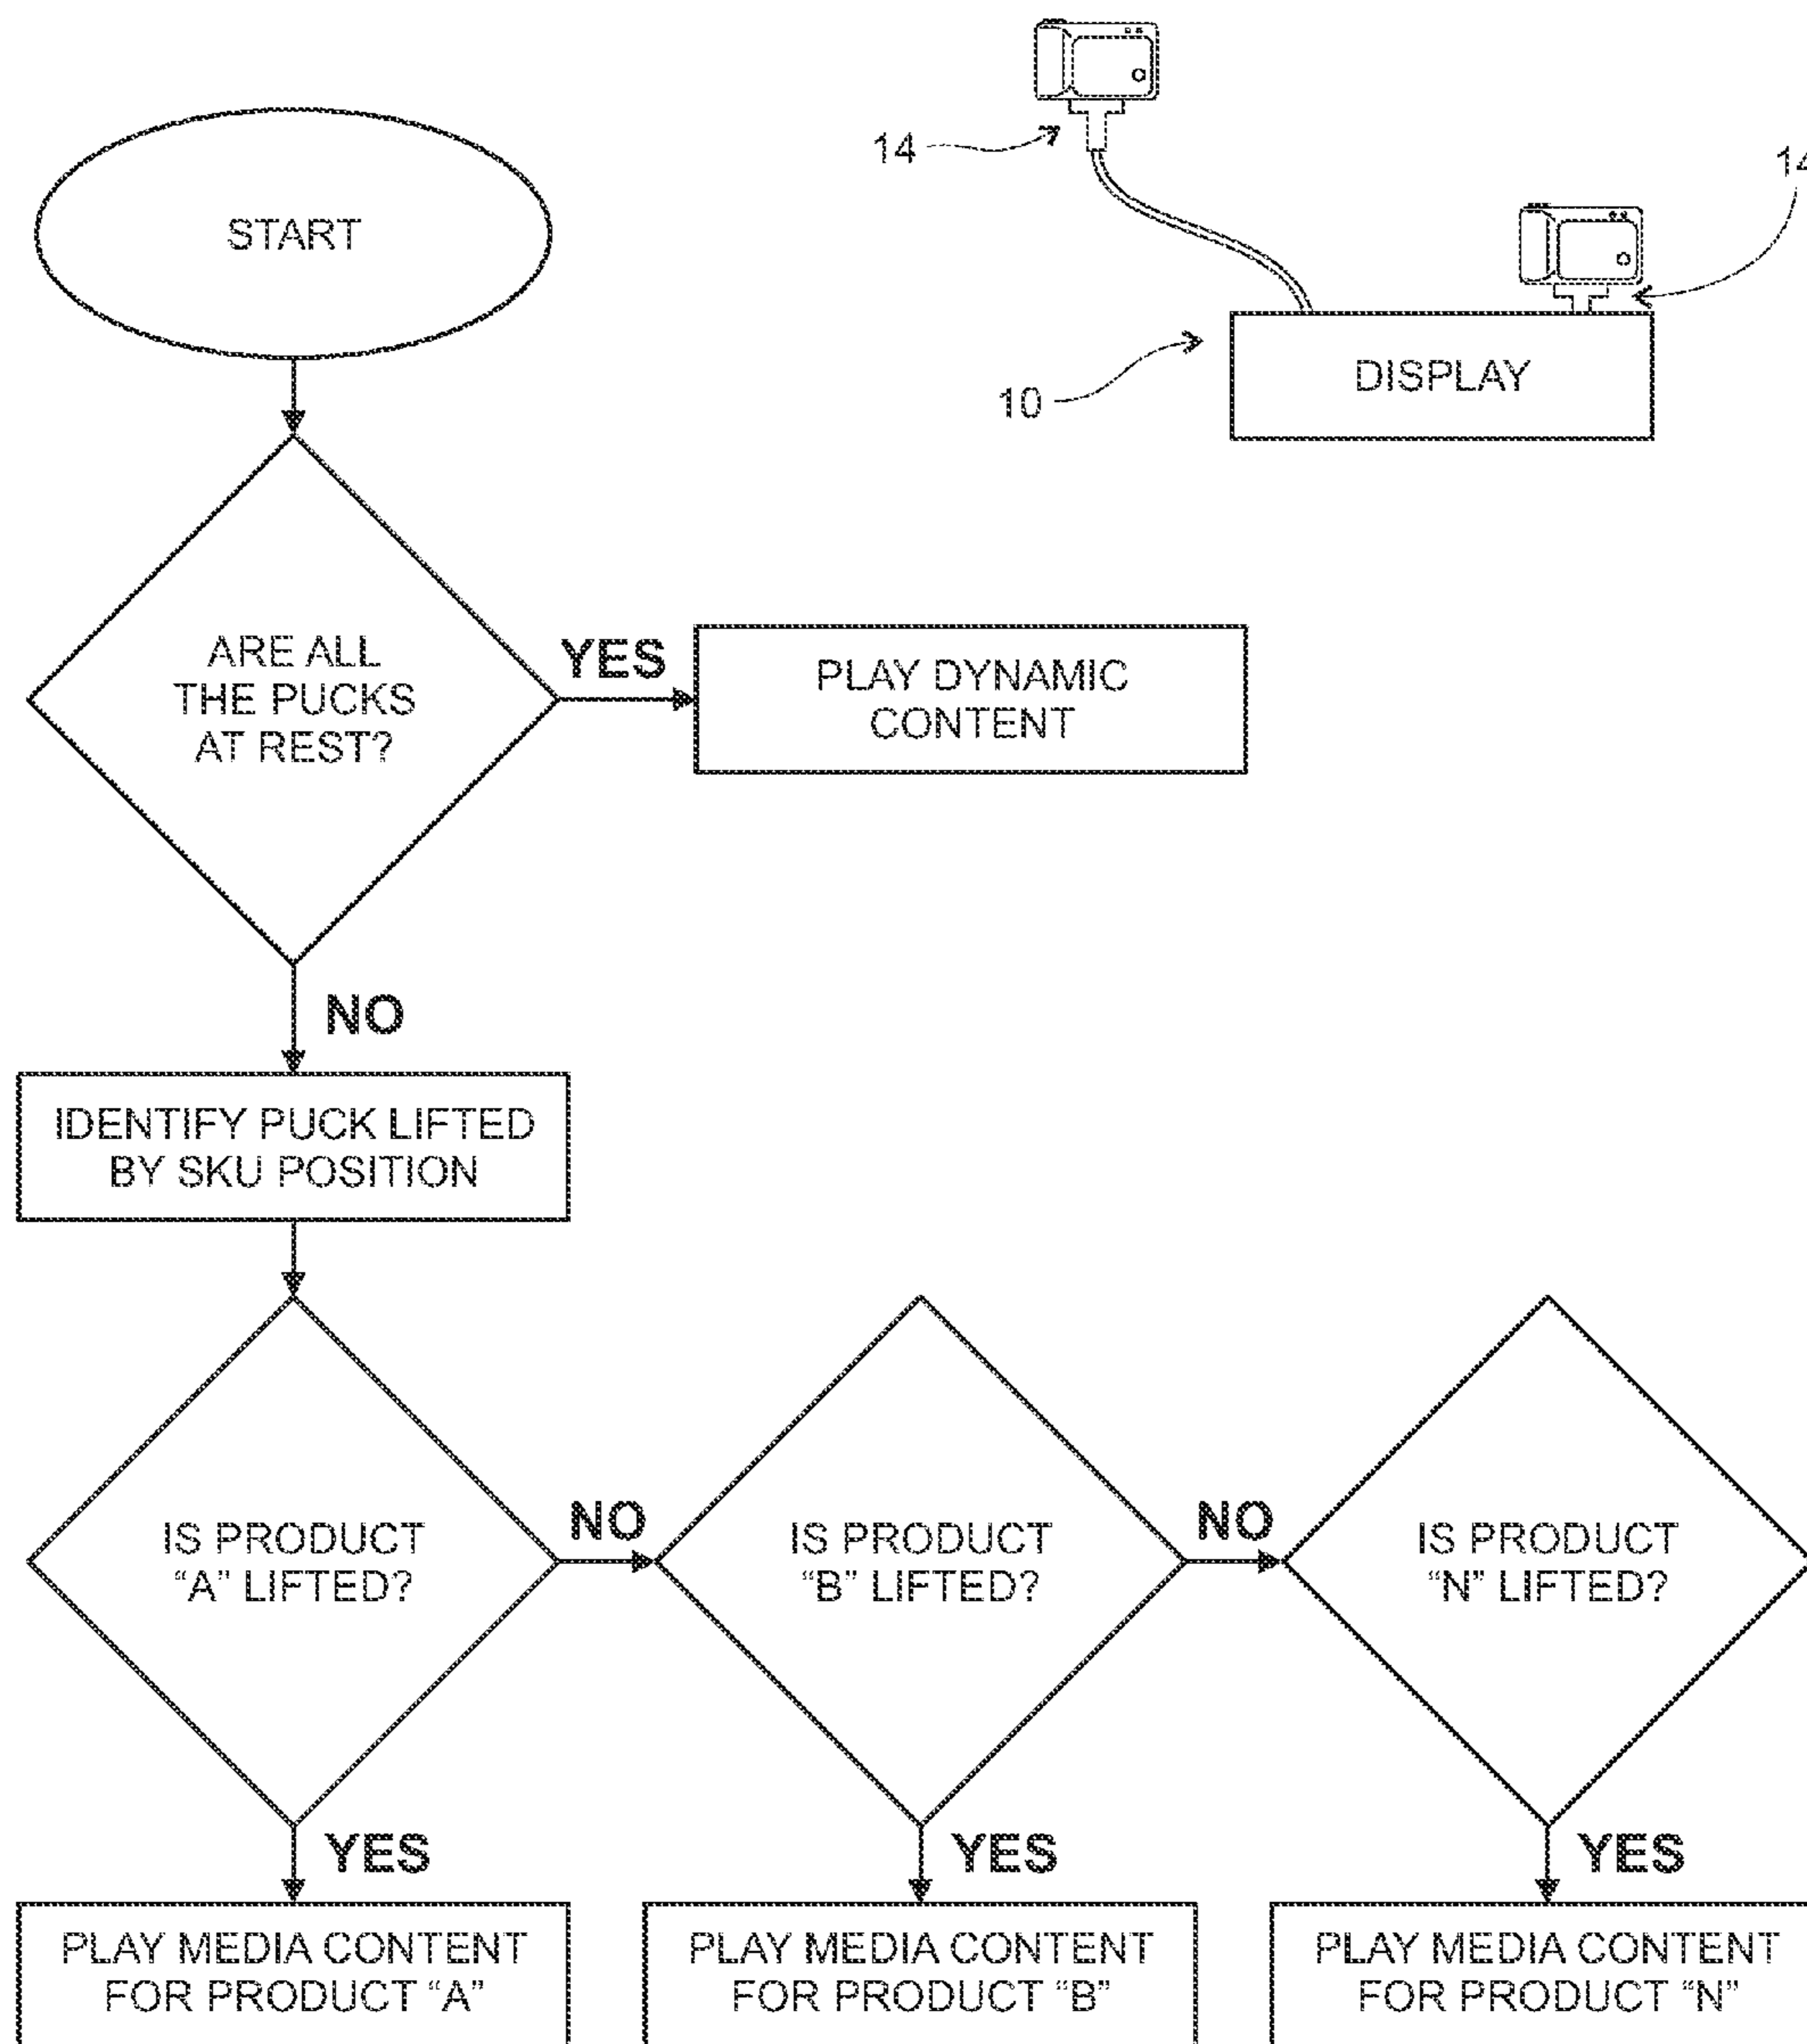 START
14
14
10
DISPLAY
ARE ALL
THE PUCKS
AT REST?
YES
PLAY DYNAMIC
CONTENT
NO
IDENTIFY PUCK LIFTED
BY SKU POSITION
IS PRODUCT
“A” LIFTED?
NO
IS PRODUCT
“B” LIFTED?
NO
IS PRODUCT
“N” LIFTED?
YES
YES
YES
PLAY MEDIA CONTENT
FOR PRODUCT “A”
PLAY MEDIA CONTENT
FOR PRODUCT “B”
PLAY MEDIA CONTENT
FOR PRODUCT “N”